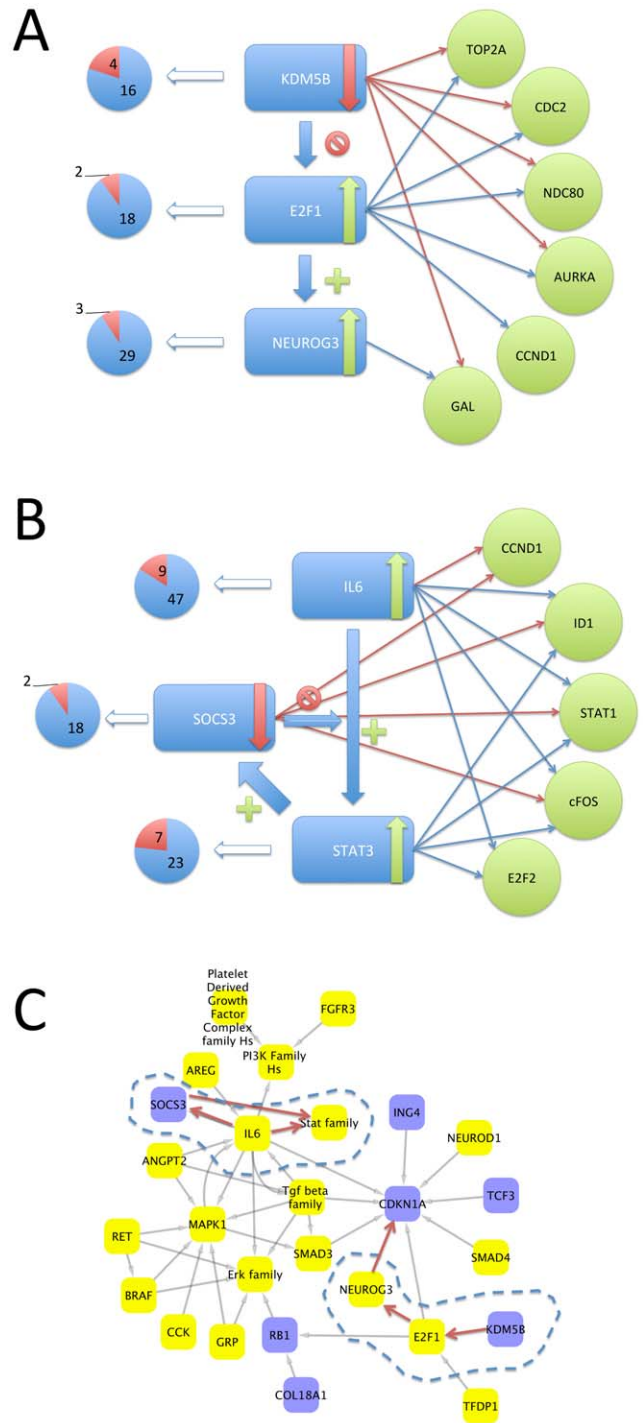 A
4
16
KDM5B
TOP2A
CDC2
2
18
E2F1
NDC80
AURKA
3
29
NEUROG3
CCND1
GAL
B
9
47
IL6
CCND1
ID1
2
18
SOCS3
STAT1
cFOS
7
23
STAT3
E2F2
C
Platelet
Derived
Growth
Factor
Complex
family Hs
FGFR3
PI3K Family
Hs
AREG
SOCS3
IL6
Stat family
ING4
NEUROD1
ANGPT2
Tgf beta
family
CDKN1A
TCF3
MAPK1
RET
SMAD3
SMAD4
BRAF
Erk family
NEUROG3
CCK
GRP
RB1
E2F1
KDM5B
COL18A1
TFDP1